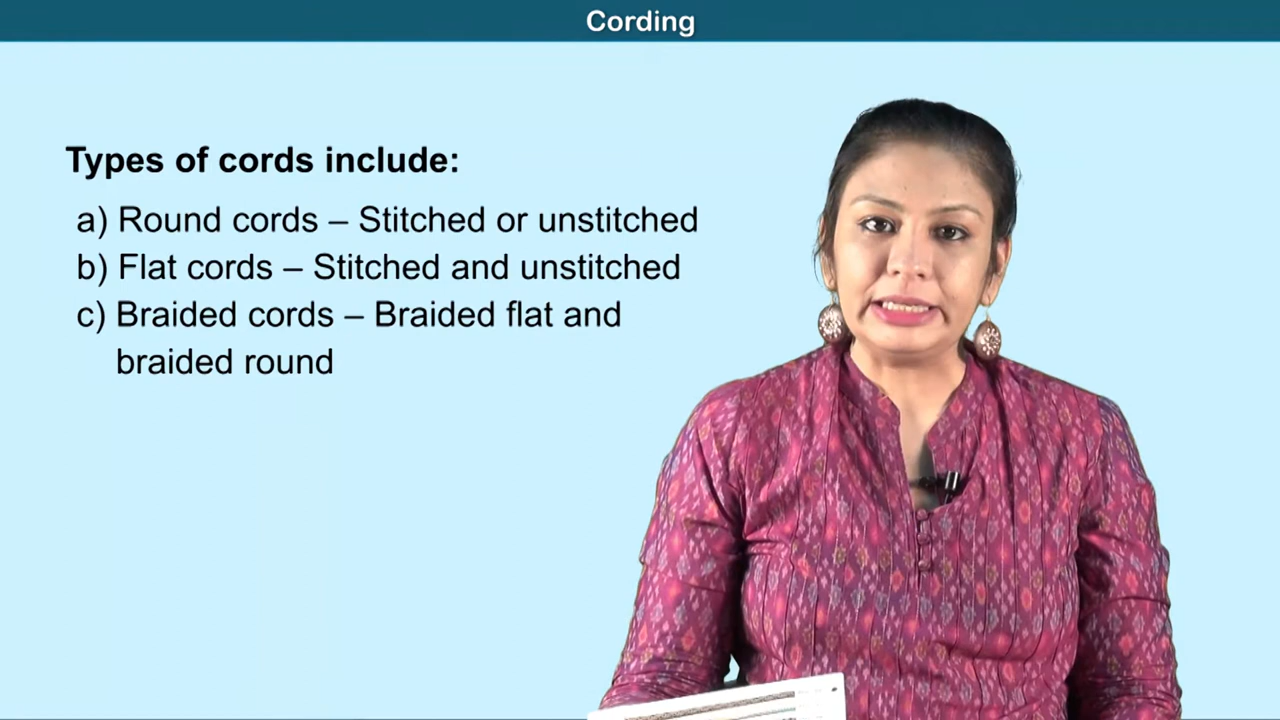 Cording
Types of cords include:
a) Round cords – Stitched or unstitched
b) Flat cords – Stitched and unstitched
c) Braided cords – Braided flat and
braided round